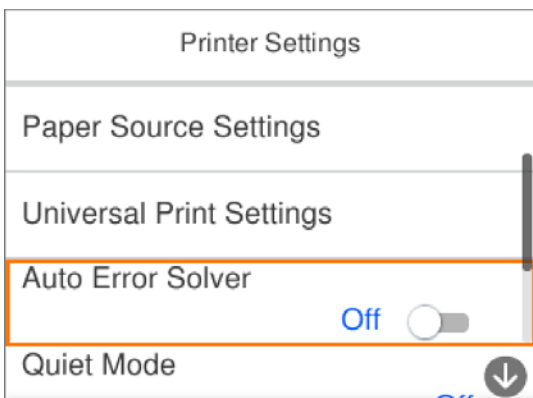 Printer Settings
Paper Source Settings
Universal Print Settings
Auto Error Solver
Off
Quiet Mode